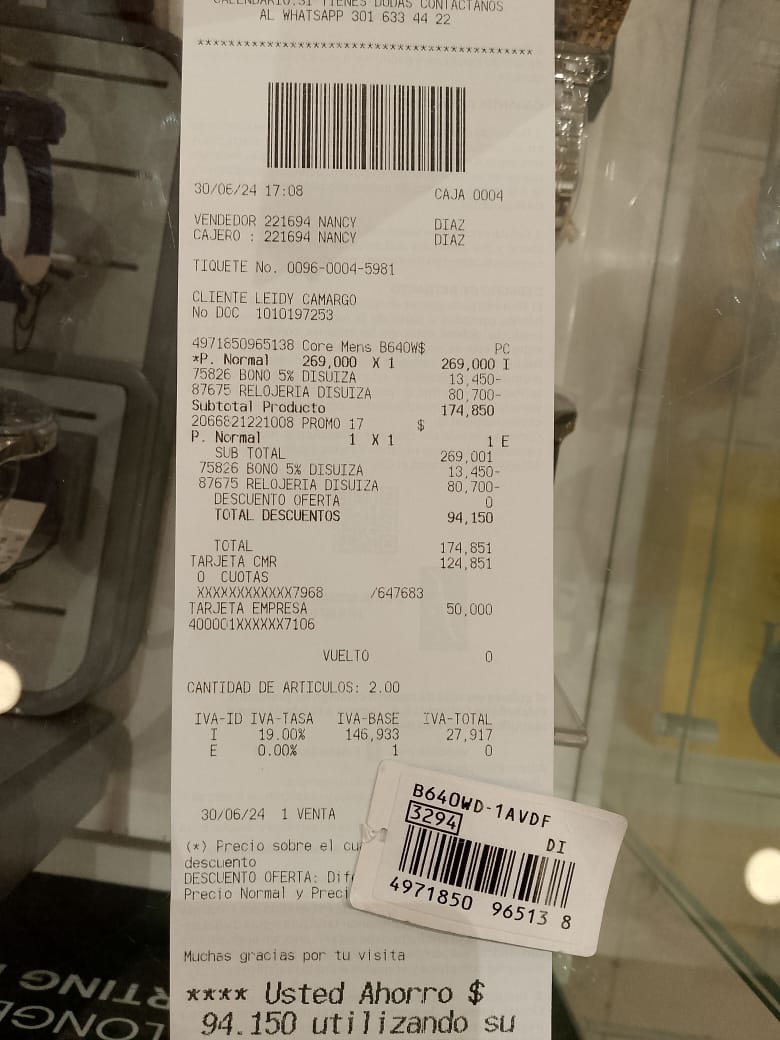 CALENDARIO.SI TIENES DUDAS CONTACTANOS
AL WHATSAPP 301 633 44 22
*****************************************
30/06/24 17:08 CAJA 0004
VENDEDOR 221694 NANCY DIAZ
CAJERO : 221694 NANCY DIAZ
TIQUETE No. 0096-0004-5981
CLIENTE LEIDY CAMARGO
No DOC 1010197253
4971850965138 Core Mens B640W$ PC
*P. Normal 269,000 X 1 269,000 I
75826 BONO 5% DISUIZA 13,450-
87675 RELOJERIA DISUIZA 80,700-
Subtotal Producto 174,850
2066821221008 PROMO 17 $
P. Normal 1 X 1 1 E
SUB TOTAL 269,001
75826 BONO 5% DISUIZA 13,450-
87675 RELOJERIA DISUIZA 80,700-
DESCUENTO OFERTA 0
TOTAL DESCUENTOS 94,150
TOTAL 174,851
TARJETA CMR 124,851
0 CUOTAS
XXXXXXXXXXXX7968 /647683
TARJETA EMPRESA 50,000
400001XXXXXX7106
VUELTO 0
CANTIDAD DE ARTICULOS: 2.00
IVA-ID IVA-TASA IVA-BASE IVA-TOTAL
I 19.00% 146,933 27,917
E 0.00% 1 0
30/06/24 1 VENTA
(*) Precio sobre el
descuento
DESCUENTO OFERTA:
Precio Normal y
B640WD-1AVDF
3294
DI
4971850 96513 8
Muchas gracias por tu visita
**** Usted Ahorro $
94.150 utilizando su